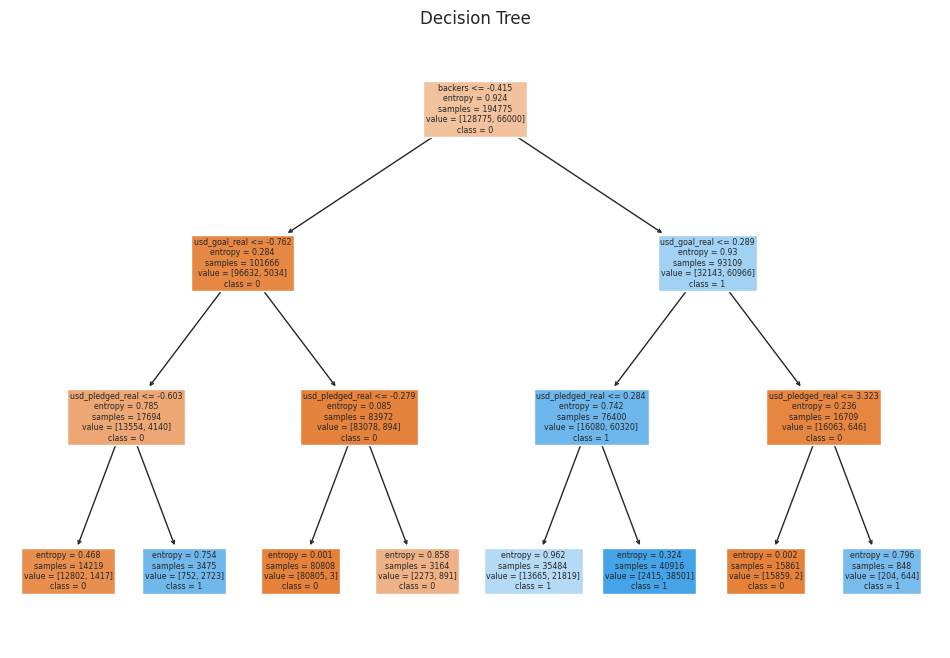 Decision Tree
backers <= -0.415
entropy = 0.924
samples = 194775
value = [128775, 66000]
class = 0
usd_goal_real <= -0.762
entropy = 0.284
samples = 101666
value = [96632, 5034]
class = 0
usd_goal_real <= 0.289
entropy = 0.93
samples = 93109
value = [32143, 60966]
class = 1
usd_pledged_real <= -0.603
entropy = 0.785
samples = 17694
value = [13554, 4140]
class = 0
usd_pledged_real <= -0.279
entropy = 0.085
samples = 83972
value = [83078, 894]
class = 0
usd_pledged_real <= 0.284
entropy = 0.742
samples = 76400
value = [16080, 60320]
class = 1
usd_pledged_real <= 3.323
entropy = 0.236
samples = 16709
value = [16063, 646]
class = 0
entropy = 0.468
samples = 14219
value = [12802, 1417]
class = 0
entropy = 0.754
samples = 3475
value = [752, 2723]
class = 1
entropy = 0.001
samples = 80808
value = [80805, 3]
class = 0
entropy = 0.858
samples = 3164
value = [2273, 891]
class = 0
entropy = 0.962
samples = 35484
value = [13665, 21819]
class = 1
entropy = 0.324
samples = 40916
value = [2415, 38501]
class = 1
entropy = 0.002
samples = 15861
value = [15859, 2]
class = 0
entropy = 0.796
samples = 848
value = [204, 644]
class = 1